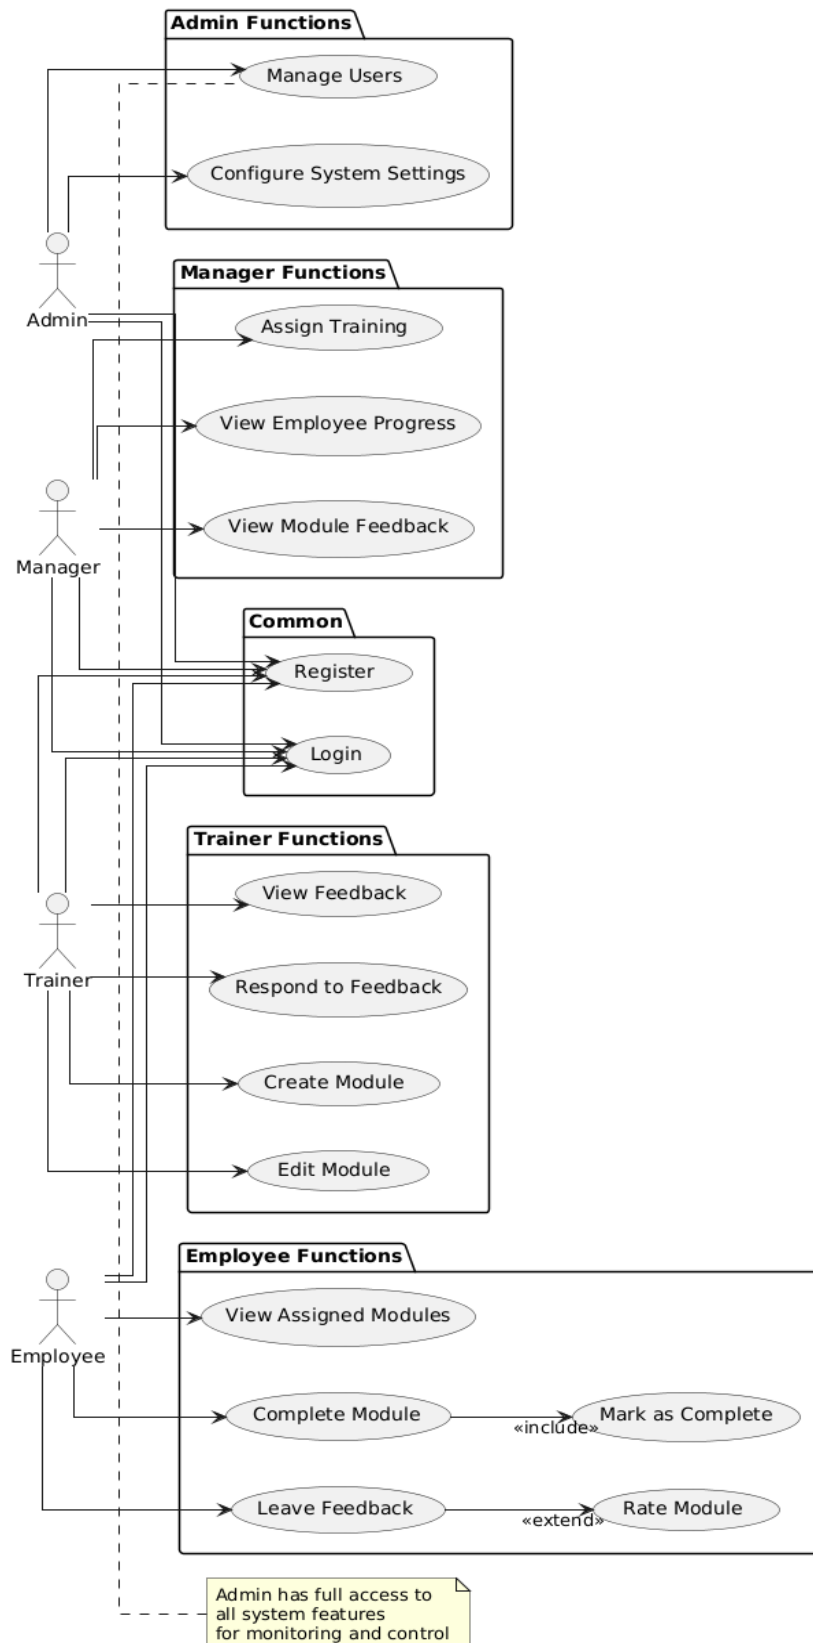 Admin Functions
Manage Users
Configure System Settings
Admin
Manager Functions
Assign Training
View Employee Progress
View Module Feedback
Manager
Common
Register
Login
Trainer Functions
View Feedback
Respond to Feedback
Create Module
Edit Module
Trainer
Employee Functions
View Assigned Modules
Employee
Complete Module
«include»
Mark as Complete
Leave Feedback
«extend»
Rate Module
Admin has full access to
all system features
for monitoring and control